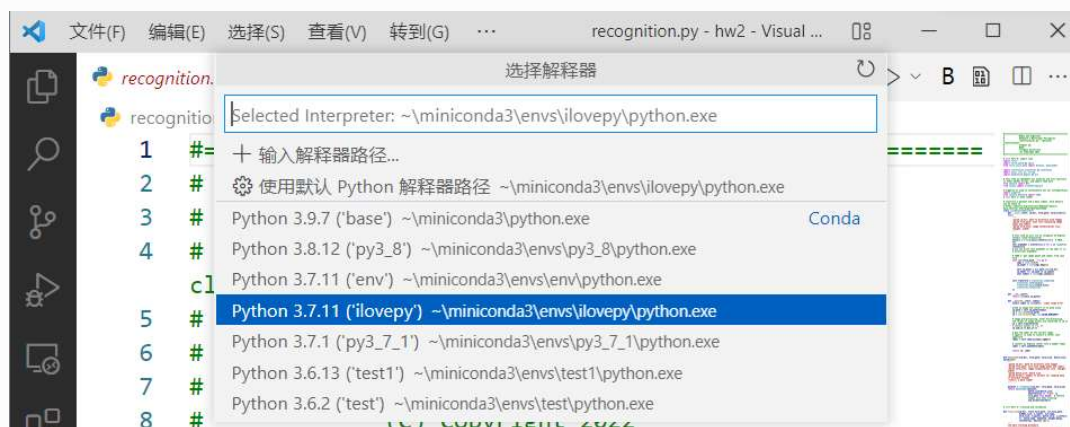 文件(F) 编辑(E) 选择(S) 查看(V) 转到(G) ··· recognition.py - hw2 - Visual ...
recognition. 选择解释器 B
recognitio Selected Interpreter: ~\miniconda3\envs\ilovepy\python.exe
1 #= =======
输入解释器路径...
2 # 使用默认 Python 解释器路径 ~\miniconda3\envs\ilovepy\python.exe
3 # Python 3.9.7 ('base') ~\miniconda3\python.exe Conda
4 # Python 3.8.12 ('py3_8') ~\miniconda3\envs\py3_8\python.exe
cl Python 3.7.11 ('env') ~\miniconda3\envs\env\python.exe
5 # Python 3.7.11 ('ilovepy') ~\miniconda3\envs\ilovepy\python.exe
6 # Python 3.7.1 ('py3_7_1') ~\miniconda3\envs\py3_7_1\python.exe
7 # Python 3.6.13 ('test1') ~\miniconda3\envs\test1\python.exe
Python 3.6.2 ('test') ~\miniconda3\envs\test\python.exe
8 # (C) Copyright 2022